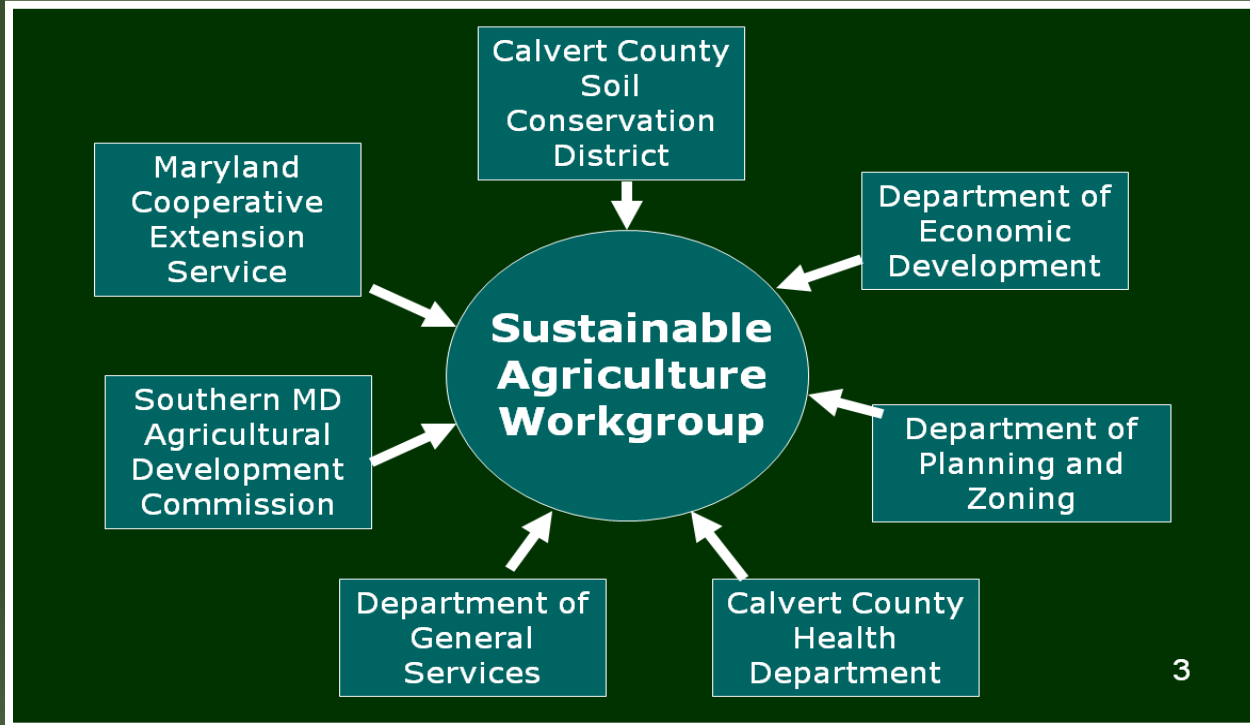 Calvert County
Soil
Conservation
District
Maryland
Cooperative
Extension
Service
Department of
Economic
Development
Sustainable
Agriculture
Workgroup
Southern MD
Agricultural
Development
Commission
Department of
Planning and
Zoning
Department of
General
Services
Calvert County
Health
Department
3